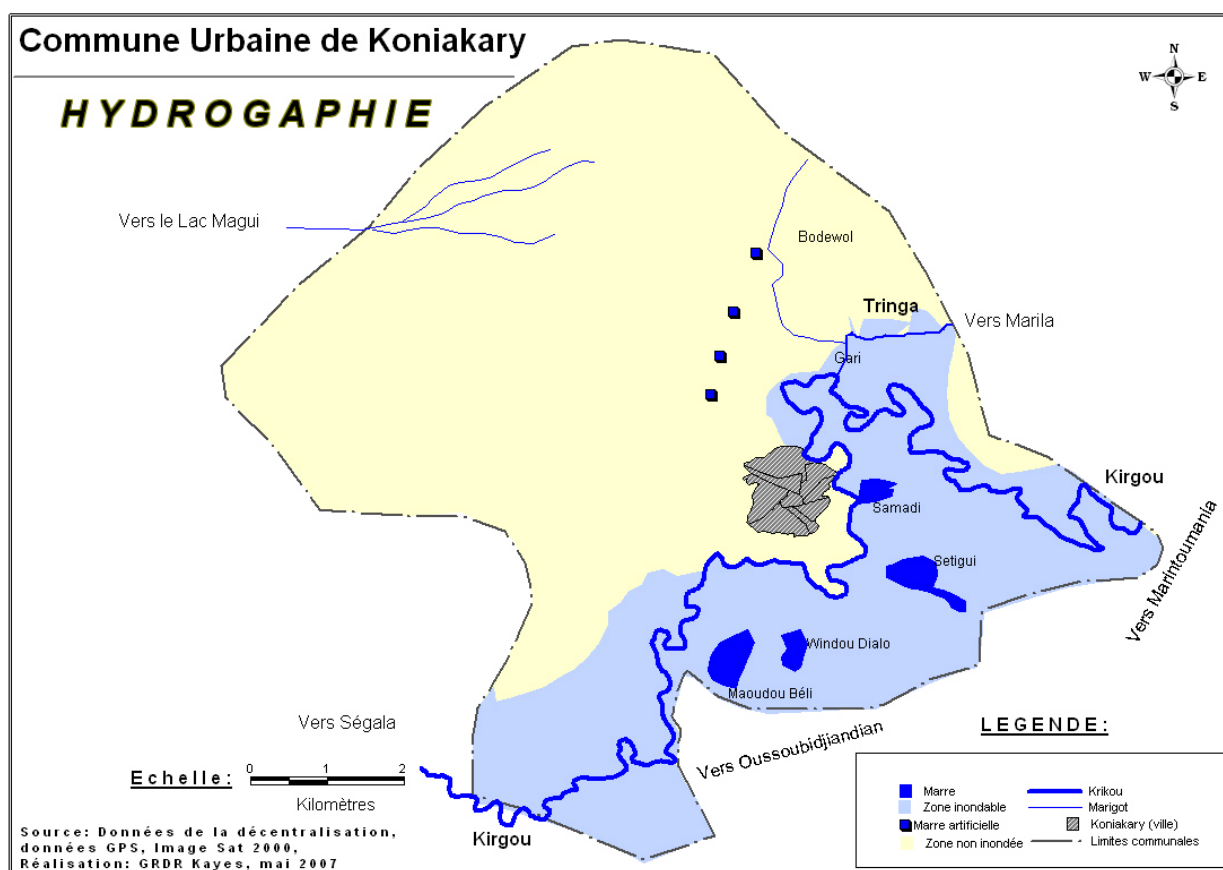 Commune Urbaine de Koniakary
HYDROGAPHIE
N
W E
S
Vers le Lac Magui
Bodewol
Tringa
Vers Marila
Gari
Kirgou
Samadi
Setigui
Vers Marintoumania
Windou Dialo
Maoudou Béli
Vers Ségala
Vers Oussoubidjiandian
Echelle: 0 1 2
Kilomètres
Kirgou
Source: Données de la décentralisation,
données GPS, Image Sat 2000,
Réalisation: GRDR Kayes, mai 2007
LEGENDE:
Marre
Zone inondable
Marre artificielle
Zone non inondée
Krikou
Marigot
Koniakary (ville)
Limites communales